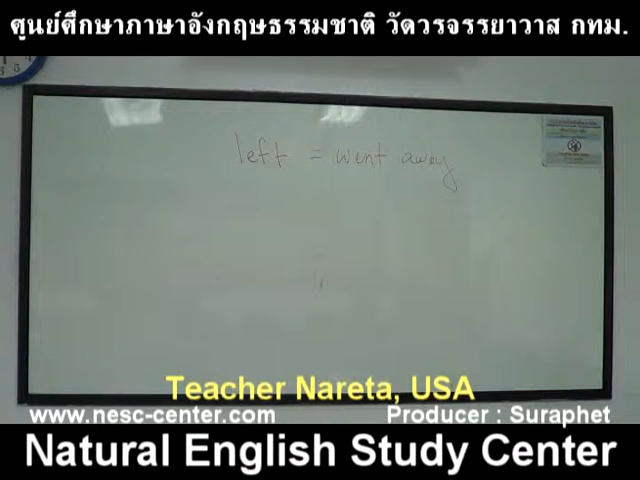 ศูนย์ศึกษาภาษาอังกฤษธรรมชาติ วัดวรจรรยาวาส กทม.
left = went away
Teacher Nareta, USA
www.nesc-center.com
Producer : Suraphet
Natural English Study Center